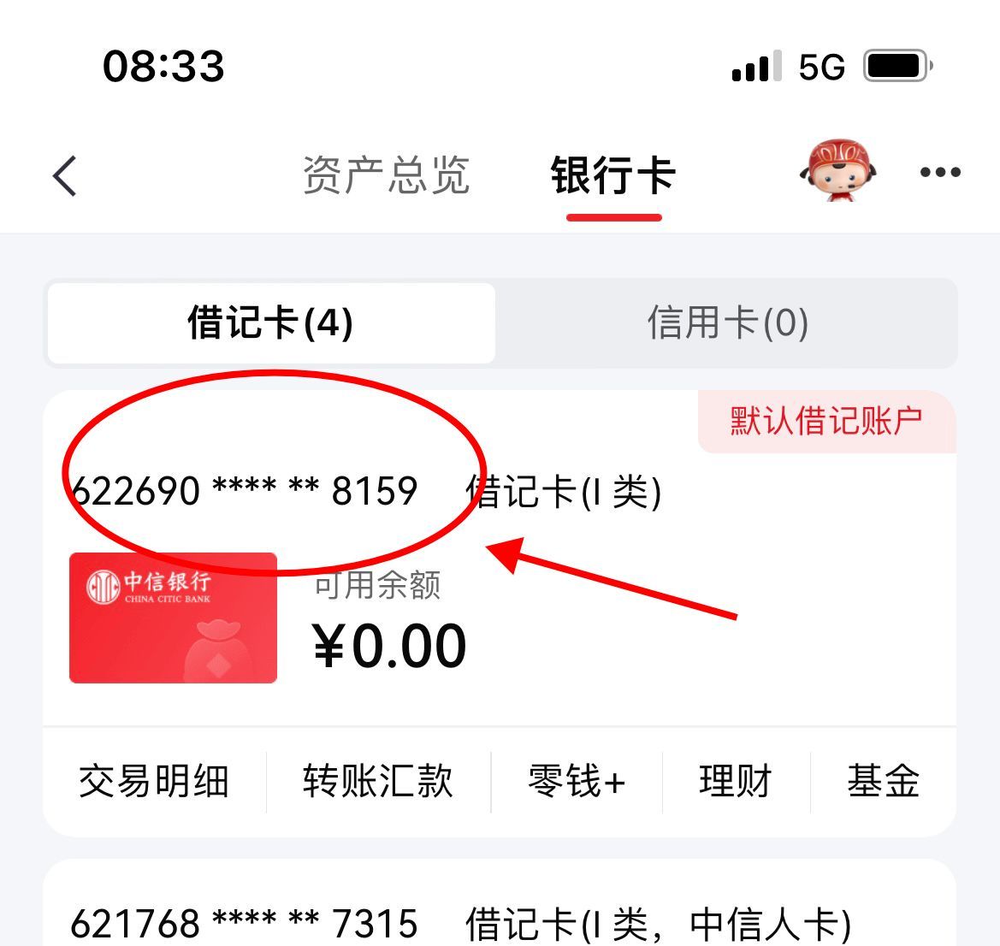 08:33 5G
资产总览 银行卡
借记卡(4) 信用卡(0)
默认借记账户
622690 **** ** 8159 借记卡(I 类)
中信银行
CHINA CITIC BANK
可用余额
¥0.00
交易明细 转账汇款 零钱+ 理财 基金
621768 **** ** 7315 借记卡(I 类，中信人卡)